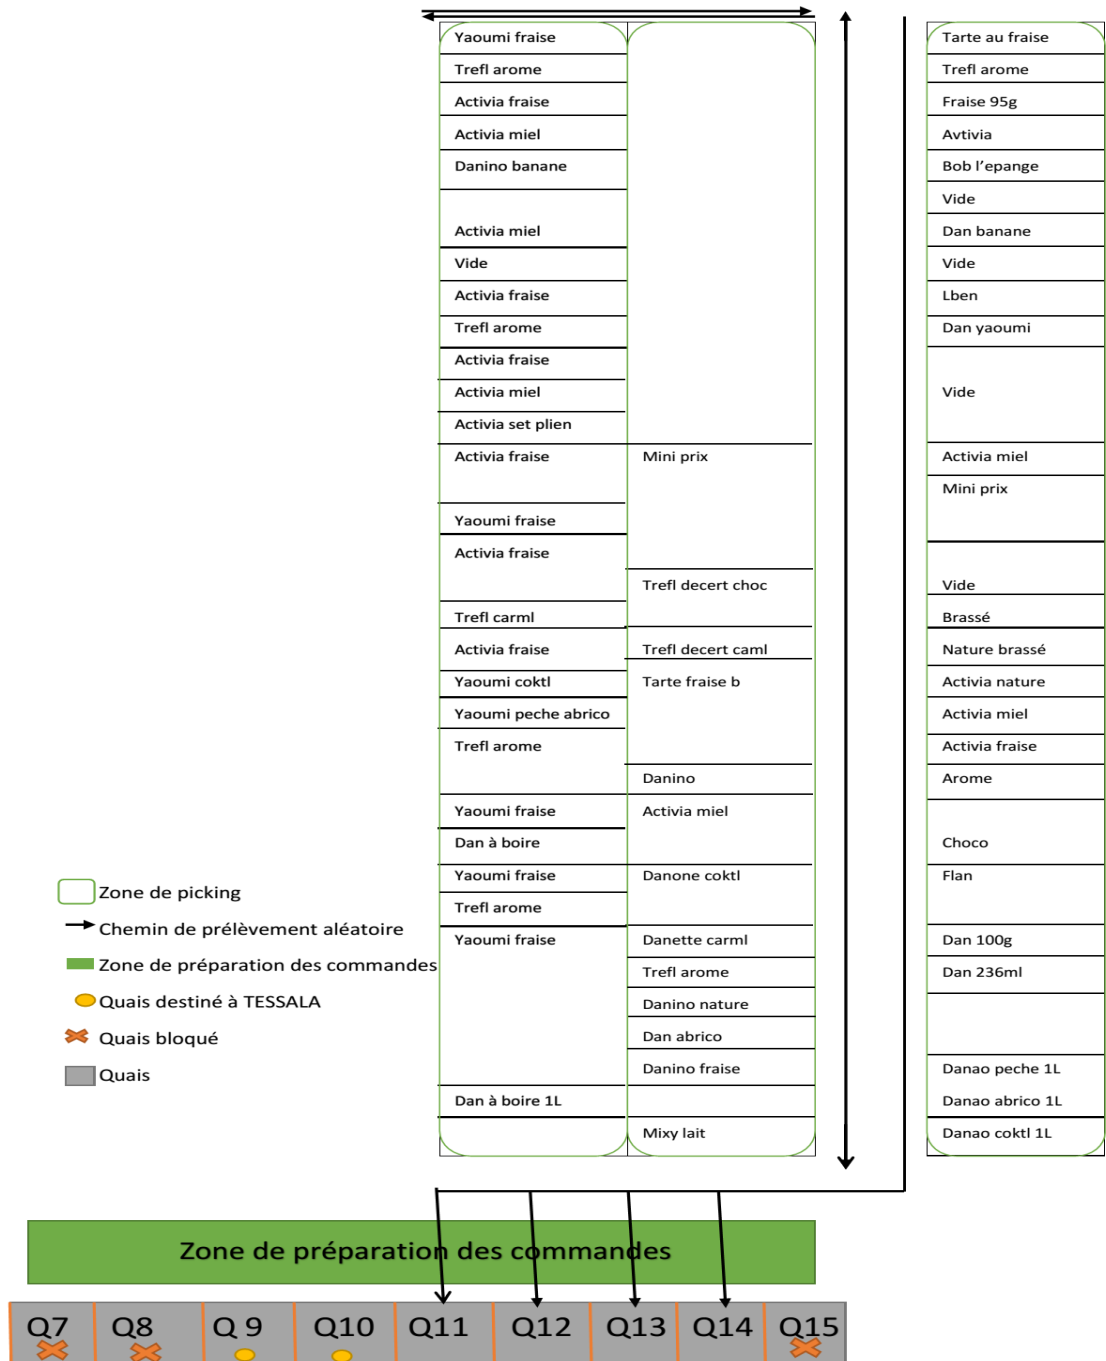 Yaoumi fraise
Trefl arome
Activia fraise
Activia miel
Danino banane
Activia miel
Vide
Activia fraise
Trefl arome
Activia fraise
Activia miel
Activia set plien
Activia fraise
Yaoumi fraise
Activia fraise
Trefl carml
Activia fraise
Yaoumi coktl
Yaoumi peche abrico
Trefl arome
Yaoumi fraise
Dan à boire
Yaoumi fraise
Trefl arome
Yaoumi fraise
Dan à boire 1L
Mini prix
Trefl decert choc
Trefl decert caml
Tarte fraise b
Danino
Activia miel
Danone coktl
Danette carml
Trefl arome
Danino nature
Dan abrico
Danino fraise
Mixy lait
Tarte au fraise
Trefl arome
Fraise 95g
Avtivia
Bob l'epange
Vide
Dan banane
Vide
Lben
Dan yaoumi
Vide
Activia miel
Mini prix
Vide
Brassé
Nature brassé
Activia nature
Activia miel
Activia fraise
Arome
Choco
Flan
Dan 100g
Dan 236ml
Danao peche 1L
Danao abrico 1L
Danao coktl 1L
Zone de picking
Chemin de prélèvement aléatoire
Zone de préparation des commandes
Quais destiné à TESSALA
Quais bloqué
Quais
Zone de préparation des commandes
Q7 Q8 Q 9 Q10 Q11 Q12 Q13 Q14 Q15